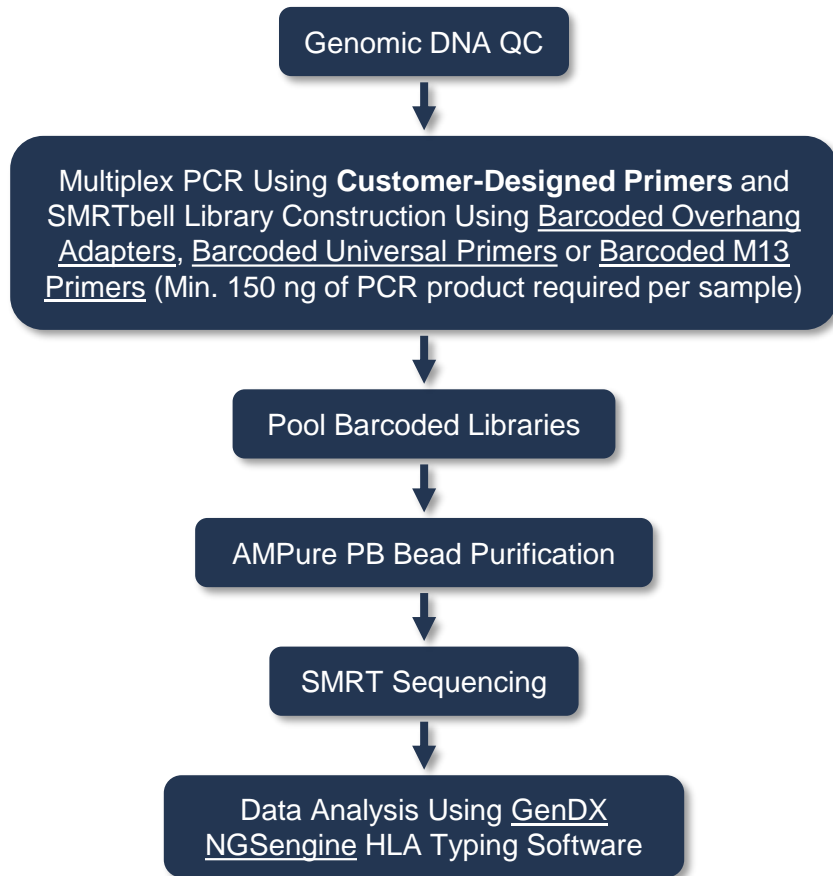 Genomic DNA QC
Multiplex PCR Using Customer-Designed Primers and
SMRTbell Library Construction Using Barcoded Overhang
Adapters, Barcoded Universal Primers or Barcoded M13
Primers (Min. 150 ng of PCR product required per sample)
Pool Barcoded Libraries
AMPure PB Bead Purification
SMRT Sequencing
Data Analysis Using GenDX
NGSengine HLA Typing Software